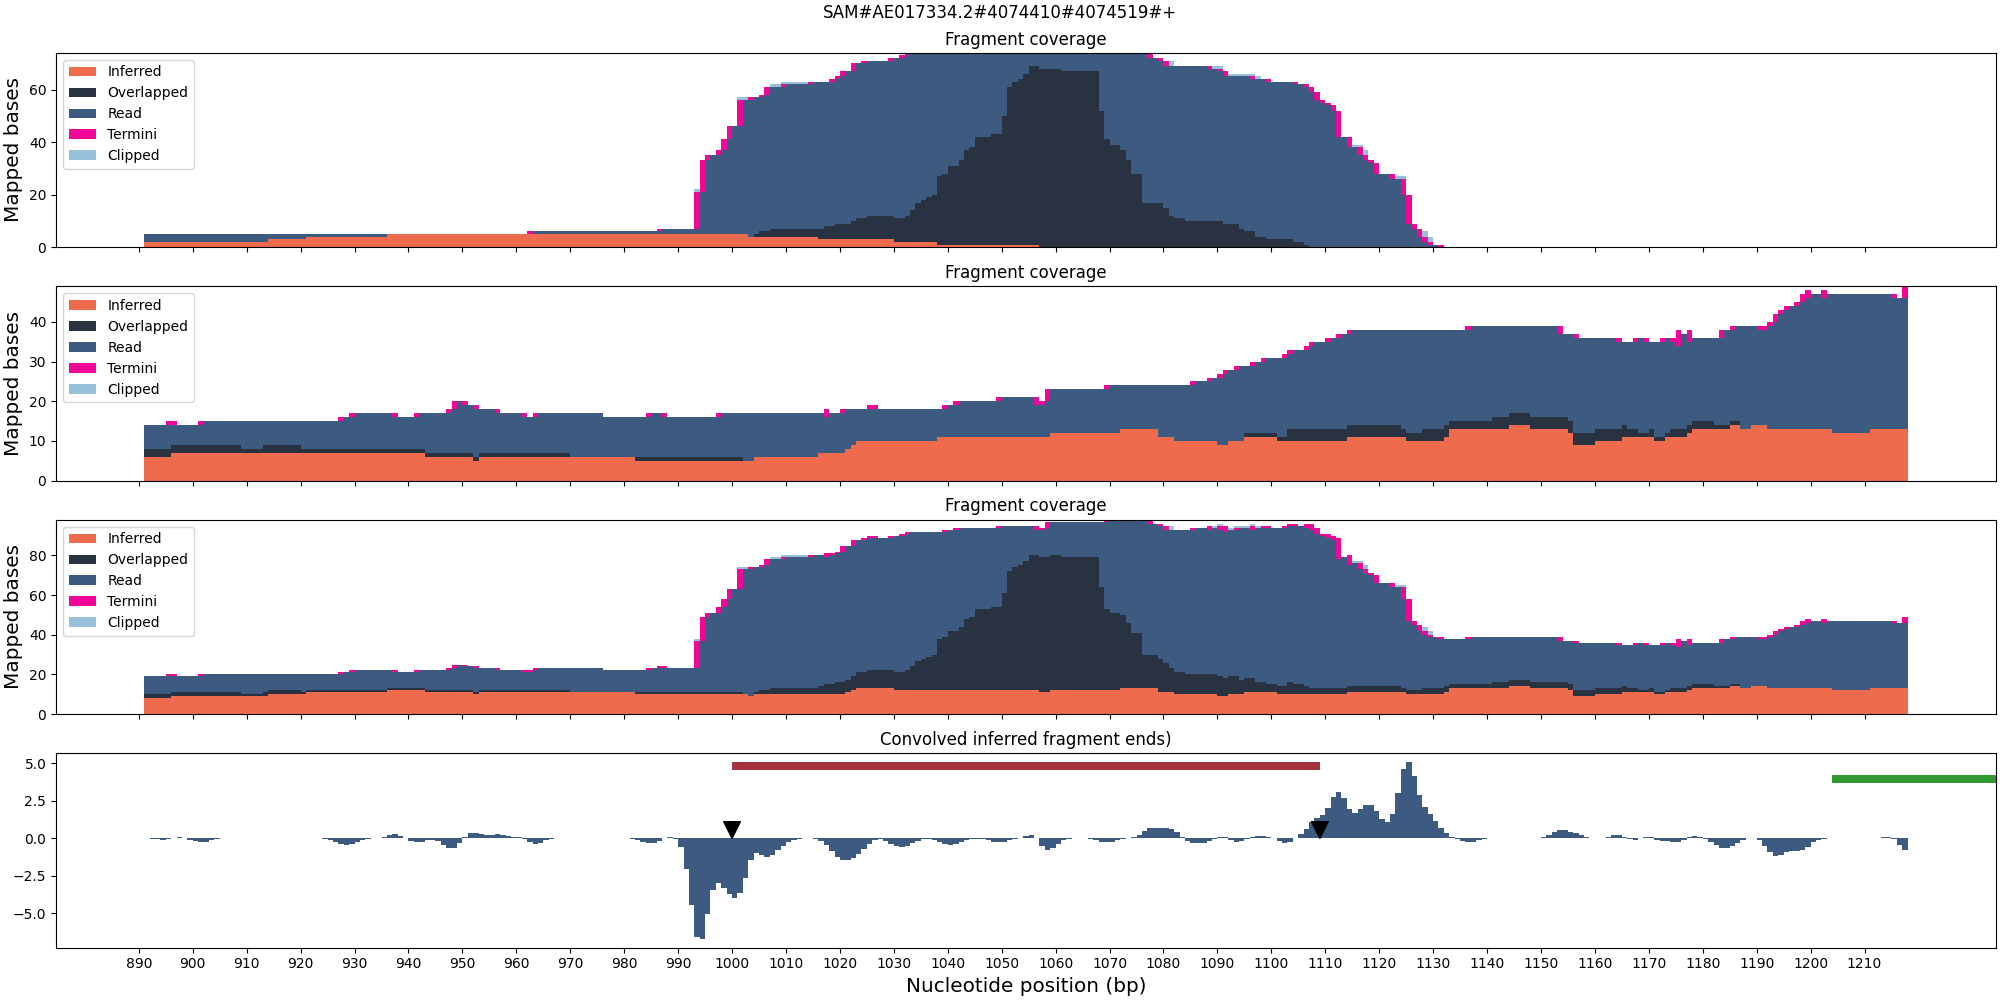 SAM#AE017334.2#4074410#4074519#+
Fragment coverage
Mapped bases
60
40
20
0
Inferred
Overlapped
Read
Termini
Clipped
Fragment coverage
Mapped bases
40
30
20
10
0
Inferred
Overlapped
Read
Termini
Clipped
Fragment coverage
Mapped bases
80
60
40
20
0
Inferred
Overlapped
Read
Termini
Clipped
Convolved inferred fragment ends)
5.0
2.5
0.0
−2.5
−5.0
890 900 910 920 930 940 950 960 970 980 990 1000 1010 1020 1030 1040 1050 1060 1070 1080 1090 1100 1110 1120 1130 1140 1150 1160 1170 1180 1190 1200 1210
Nucleotide position (bp)